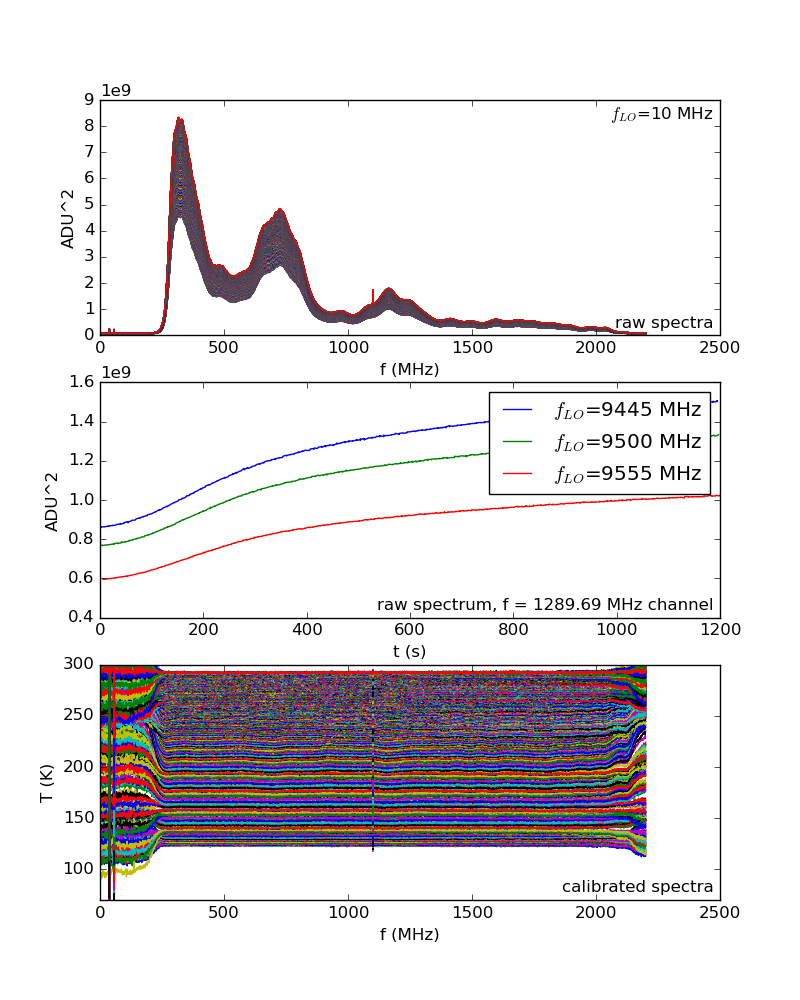 1e9
9
8
7
6
5
4
3
2
1
0
ADU^2
f_LO=10 MHz
raw spectra
0 500 1000 1500 2000 2500
f (MHz)
1e9
1.6
1.4
1.2
1.0
0.8
0.6
0.4
ADU^2
f_LO=9445 MHz
f_LO=9500 MHz
f_LO=9555 MHz
raw spectrum, f = 1289.69 MHz channel
0 200 400 600 800 1000 1200
t (s)
300
250
200
150
100
T (K)
calibrated spectra
0 500 1000 1500 2000 2500
f (MHz)